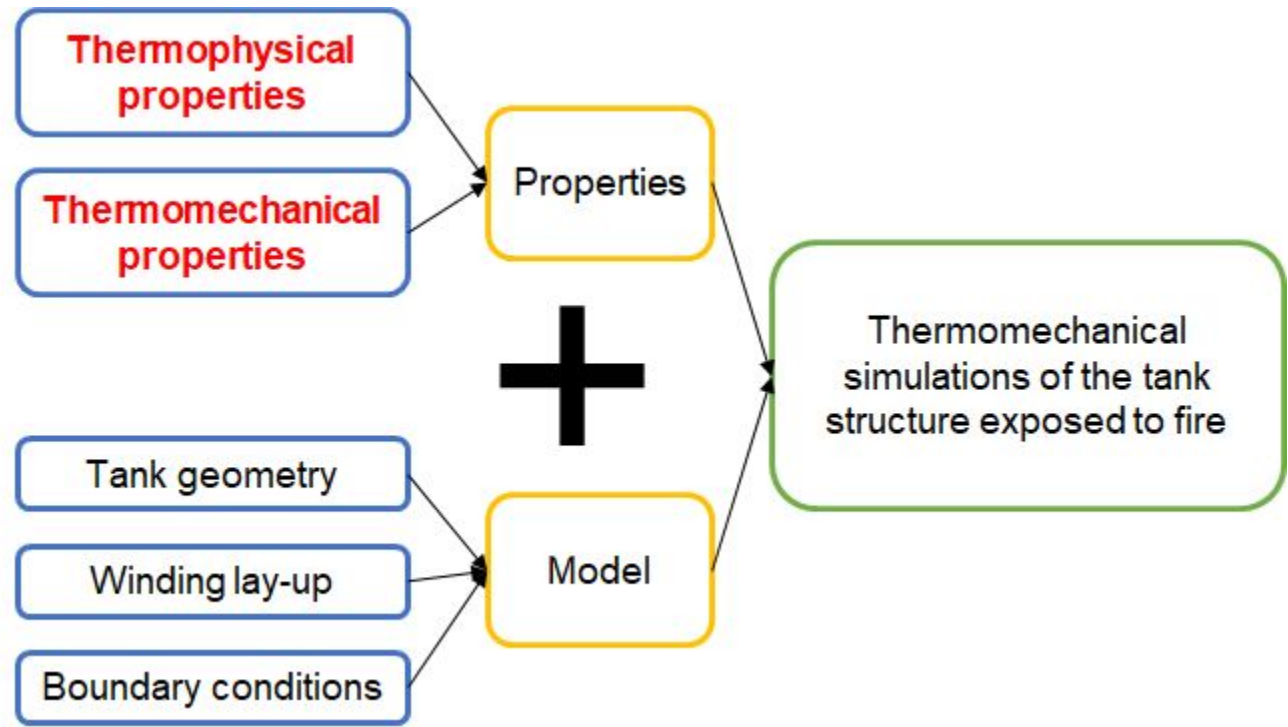 Thermophysical
properties
Thermomechanical
properties
Properties
Tank geometry
Winding lay-up
Boundary conditions
Model
Thermomechanical
simulations of the tank
structure exposed to fire